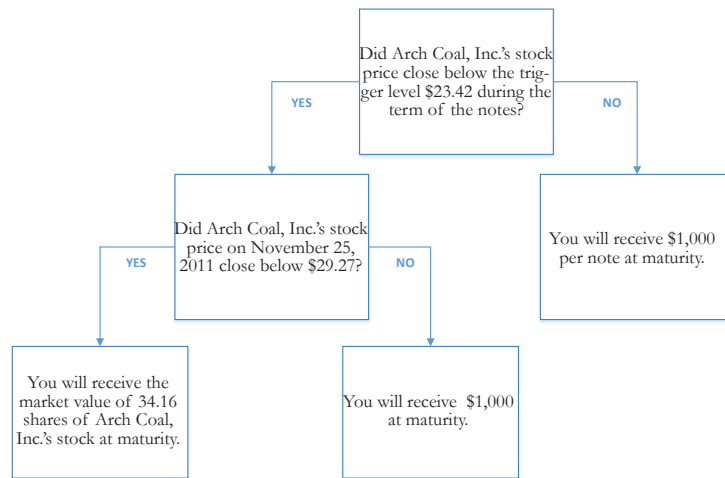 Did Arch Coal, Inc.'s stock
price close below the trig-
ger level $23.42 during the
term of the notes?
YES
NO
Did Arch Coal, Inc.'s stock
price on November 25,
2011 close below $29.27?
You will receive $1,000
per note at maturity.
YES
NO
You will receive the
market value of 34.16
shares of Arch Coal,
Inc.'s stock at maturity.
You will receive $1,000
at maturity.